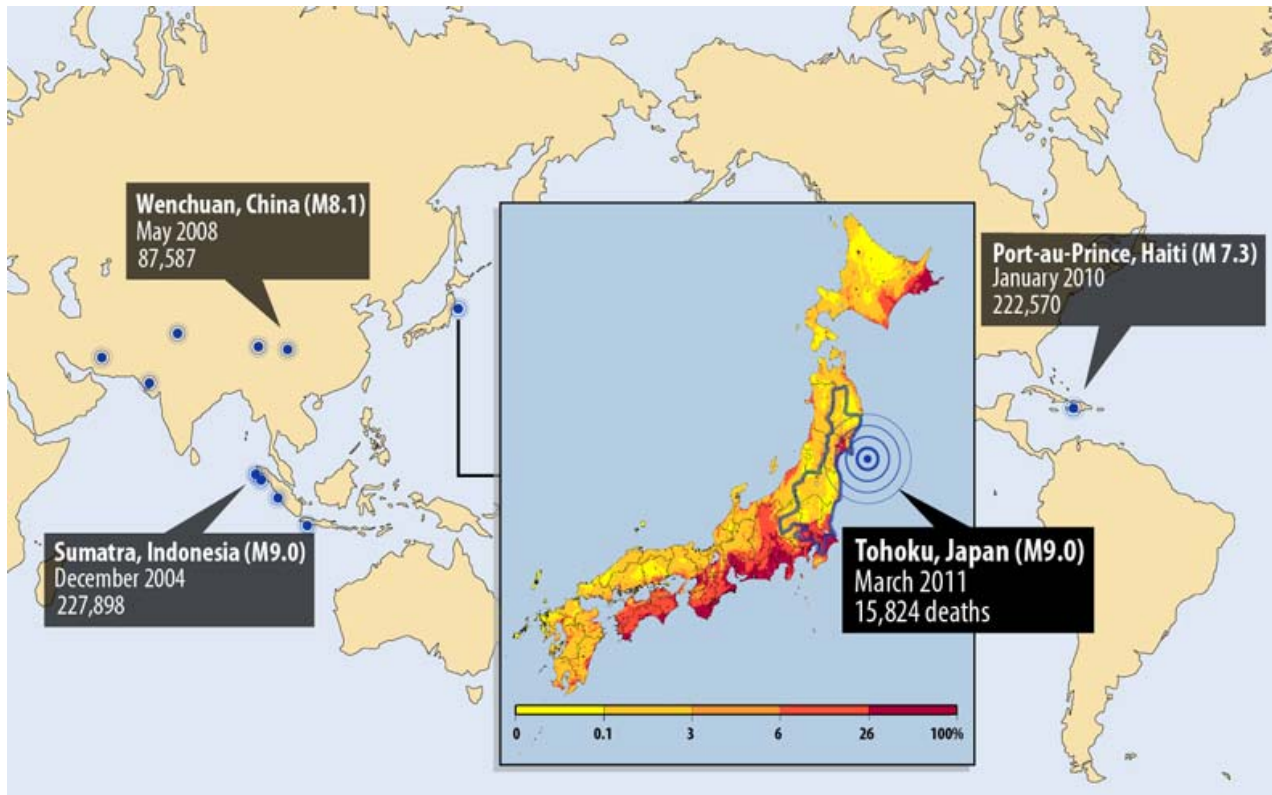 Wenchuan, China (M8.1)
May 2008
87,587
Port-au-Prince, Haiti (M 7.3)
January 2010
222,570
Sumatra, Indonesia (M9.0)
December 2004
227,898
Tohoku, Japan (M9.0)
March 2011
15,824 deaths
0 0.1 3 6 26 100%